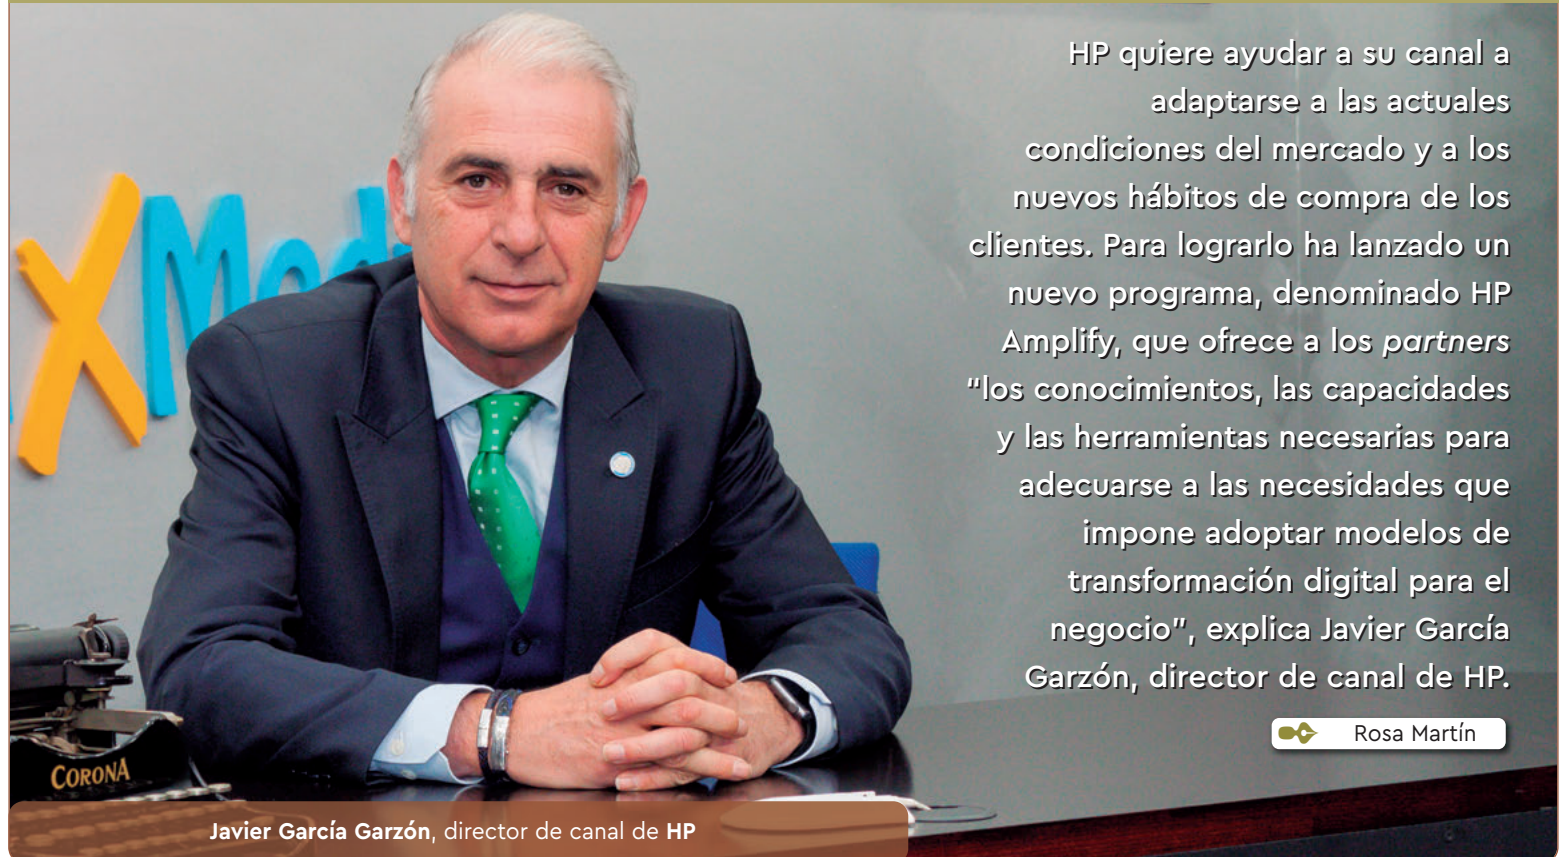 XMed
HP quiere ayudar a su canal a
adaptarse a las actuales
condiciones del mercado y a los
nuevos hábitos de compra de los
clientes. Para lograrlo ha lanzado un
nuevo programa, denominado HP
Amplify, que ofrece a los partners
“los conocimientos, las capacidades
y las herramientas necesarias para
adecuarse a las necesidades que
impone adoptar modelos de
transformación digital para el
negocio”, explica Javier García
Garzón, director de canal de HP.
Rosa Martín
CORONA
Javier García Garzón, director de canal de HP